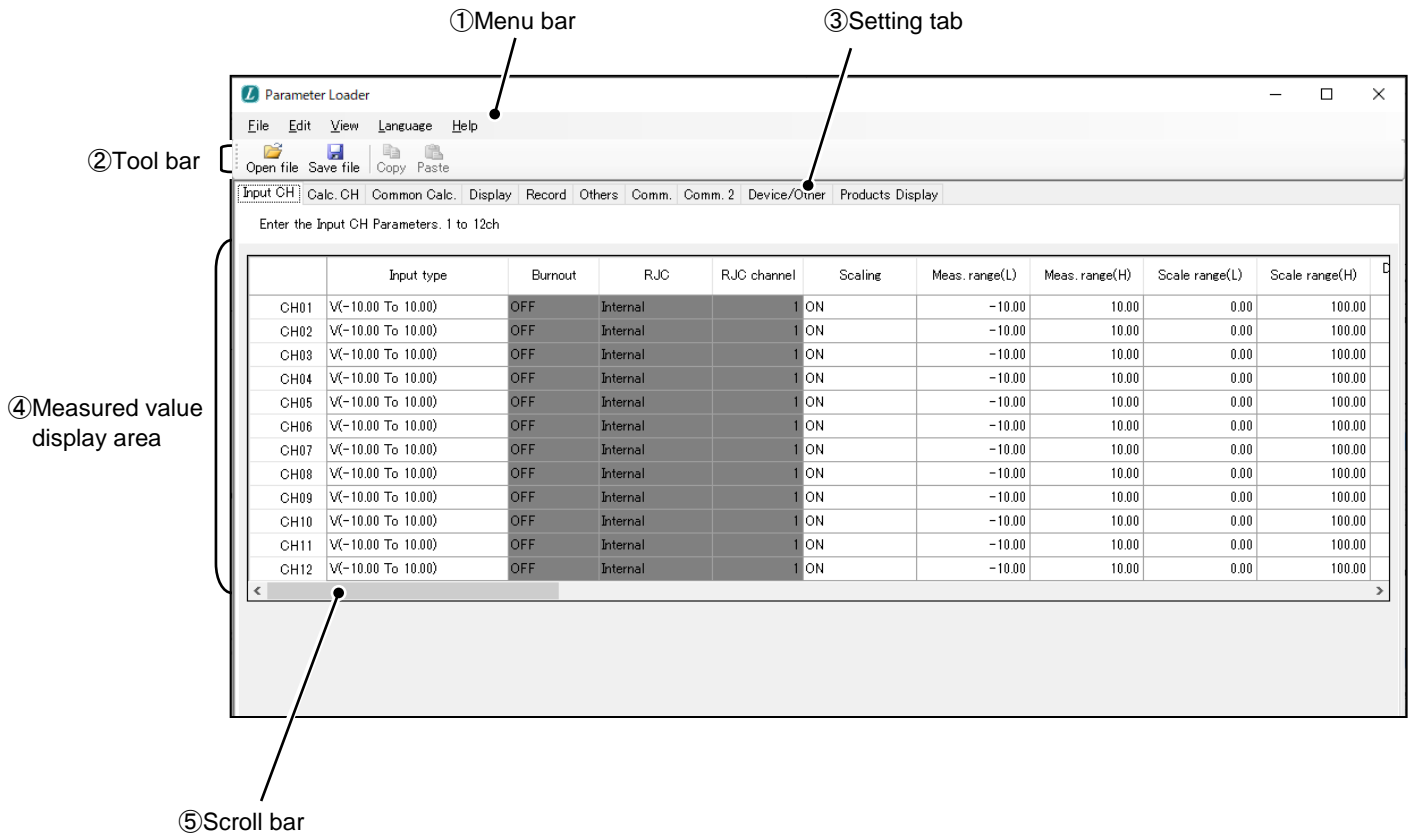 ①Menu bar
③Setting tab
Parameter Loader
File Edit View Language Help
②Tool bar
Open file Save file Copy Paste
Input CH Calc. CH Common Calc. Display Record Others Comm. Comm. 2 Device/Other Products Display
Enter the Input CH Parameters. 1 to 12ch
Input type Burnout RJC RJC channel Scaling Meas. range(L) Meas. range(H) Scale range(L) Scale range(H) D
CH01 V(-10.00 To 10.00) OFF Internal 1 ON -10.00 10.00 0.00 100.00
CH02 V(-10.00 To 10.00) OFF Internal 1 ON -10.00 10.00 0.00 100.00
CH03 V(-10.00 To 10.00) OFF Internal 1 ON -10.00 10.00 0.00 100.00
CH04 V(-10.00 To 10.00) OFF Internal 1 ON -10.00 10.00 0.00 100.00
CH05 V(-10.00 To 10.00) OFF Internal 1 ON -10.00 10.00 0.00 100.00
④Measured value
display area
CH06 V(-10.00 To 10.00) OFF Internal 1 ON -10.00 10.00 0.00 100.00
CH07 V(-10.00 To 10.00) OFF Internal 1 ON -10.00 10.00 0.00 100.00
CH08 V(-10.00 To 10.00) OFF Internal 1 ON -10.00 10.00 0.00 100.00
CH09 V(-10.00 To 10.00) OFF Internal 1 ON -10.00 10.00 0.00 100.00
CH10 V(-10.00 To 10.00) OFF Internal 1 ON -10.00 10.00 0.00 100.00
CH11 V(-10.00 To 10.00) OFF Internal 1 ON -10.00 10.00 0.00 100.00
CH12 V(-10.00 To 10.00) OFF Internal 1 ON -10.00 10.00 0.00 100.00
⑤Scroll bar